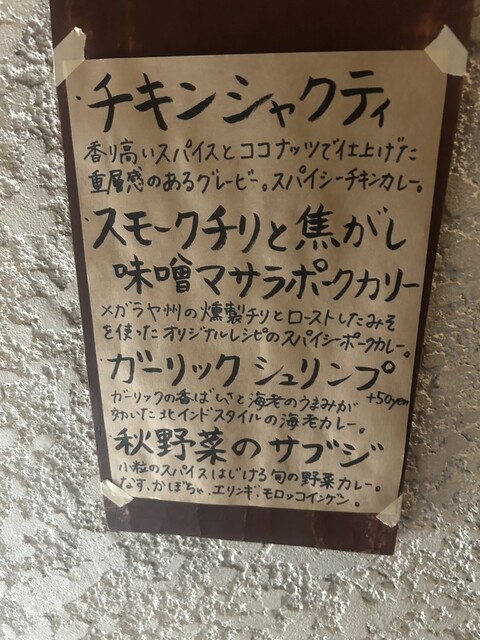 チキンシャクティ
香り高いスパイスとココナッツで仕上げた
重層感のあるグレービー。スパイシーチキンカレー。
スモークチリと焦がし
味噌マサラポークカリー
メガラヤ州の燻製チリとローストしたみそ
を使ったオリジナルレシピのスパイシーポークカレー。
ガーリックシュリンプ
+50yen
ガーリックの香ばしさと海老のうまみが
効いた北インドスタイルの海老カレー。
秋野菜のサブジ
小粒のスパイスはじける旬の野菜カレー。
なす、かぼちゃ、エリンギ、モロッコインゲン。